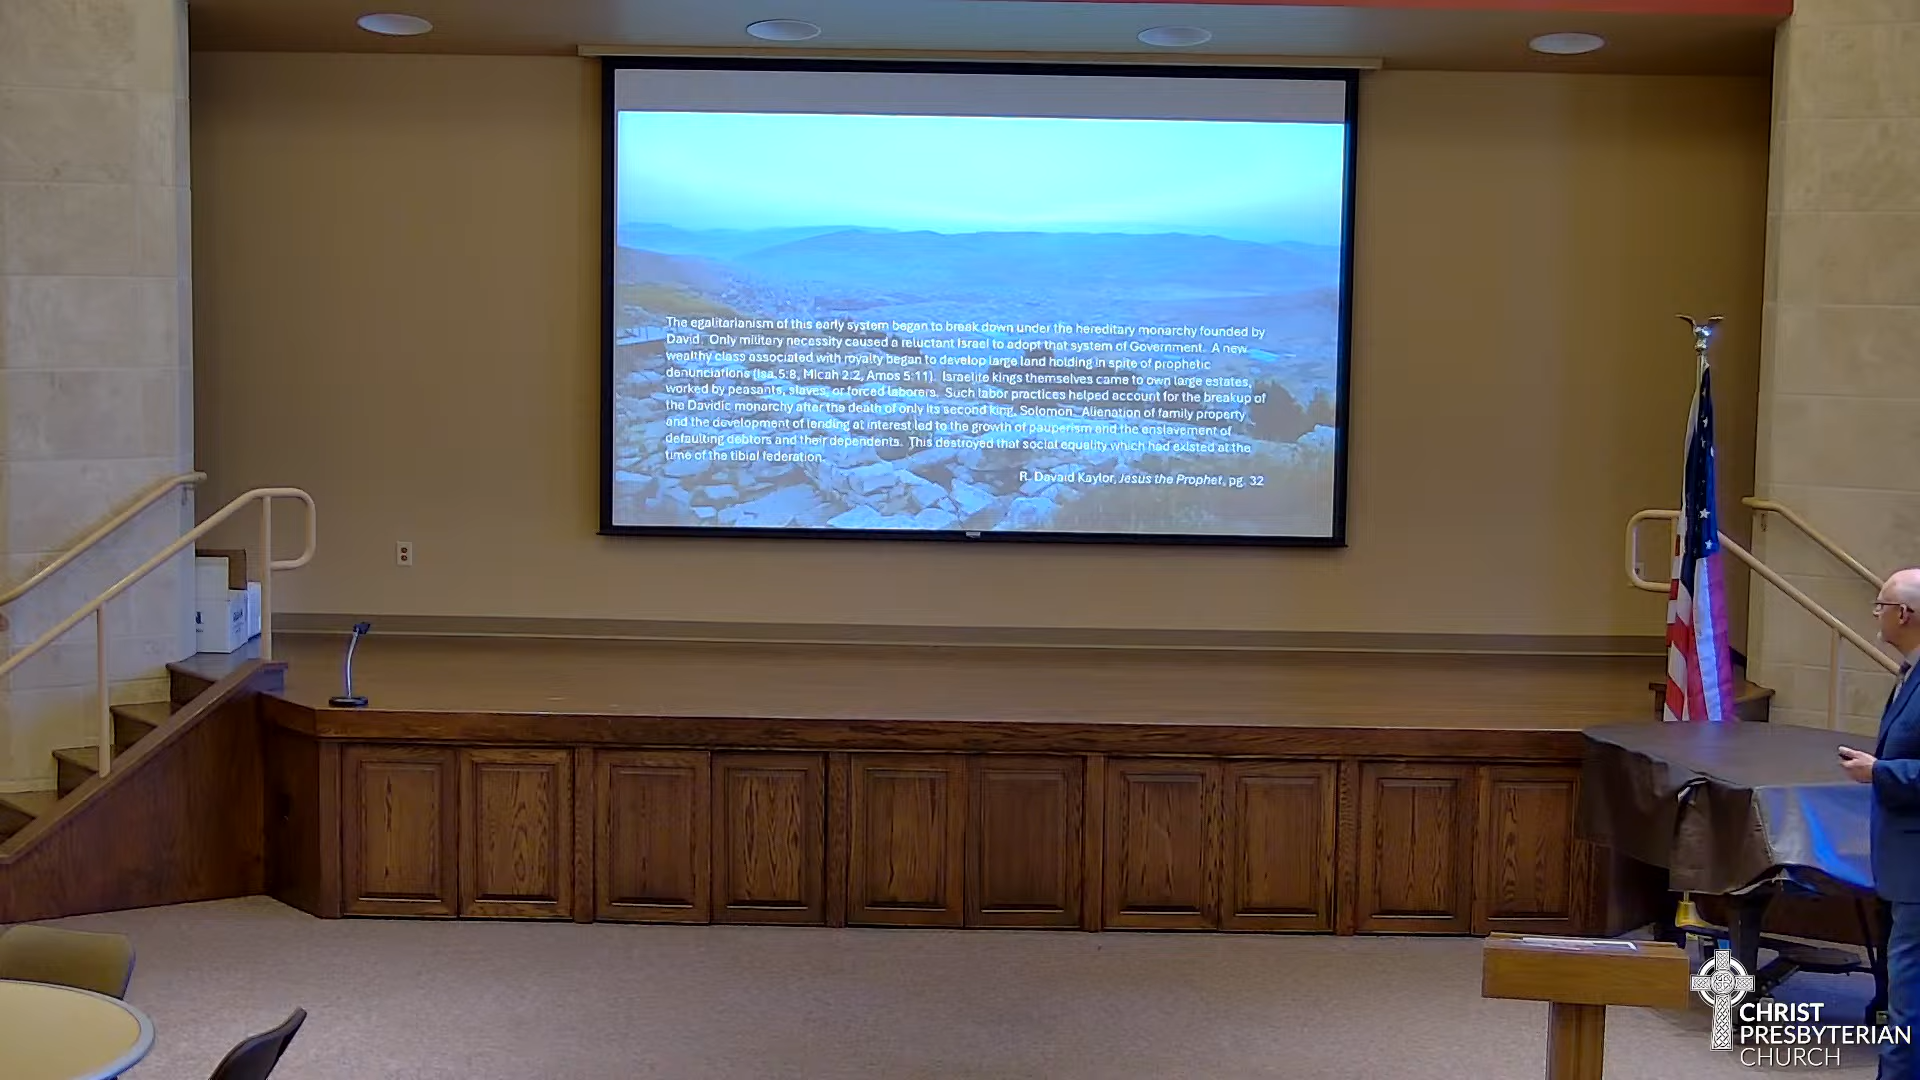 The egalitarianism of this early system began to break down under the hereditary monarchy founded by
David. Only military necessity caused a reluctant Israel to adopt that system of Government. A new
wealthy class associated with royalty began to develop large land holding in spite of prophetic
denunciations (Isa 5:8, Micah 2:2, Amos 5:11). Israelite kings themselves came to own large estates,
worked by peasants, slaves, or forced laborers. Such labor practices helped account for the breakup of
the Davidic monarchy after the death of only its second king, Solomon. Alienation of family property
and the development of lending at interest led to the growth of pauperism and the enslavement of
defaulting debtors and their dependents. This destroyed that social equality which had existed at the
time of the tibial federation.
R. Davaid Kaylor, Jesus the Prophet, pg. 32
CHRIST
PRESBYTERIAN
CHURCH